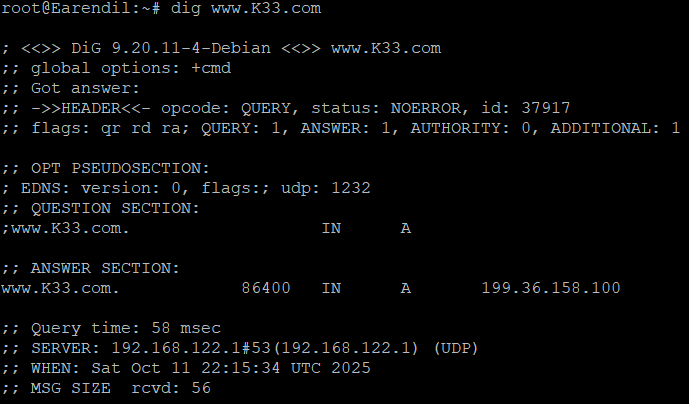 root@Earendil:~# dig www.K33.com
; <<>> DiG 9.20.11-4-Debian <<>> www.K33.com
;; global options: +cmd
;; Got answer:
;; ->>HEADER<<- opcode: QUERY, status: NOERROR, id: 37917
;; flags: qr rd ra; QUERY: 1, ANSWER: 1, AUTHORITY: 0, ADDITIONAL: 1
;; OPT PSEUDOSECTION:
; EDNS: version: 0, flags:; udp: 1232
;; QUESTION SECTION:
;www.K33.com. IN A
;; ANSWER SECTION:
www.K33.com. 86400 IN A 199.36.158.100
;; Query time: 58 msec
;; SERVER: 192.168.122.1#53(192.168.122.1) (UDP)
;; WHEN: Sat Oct 11 22:15:34 UTC 2025
;; MSG SIZE rcvd: 56